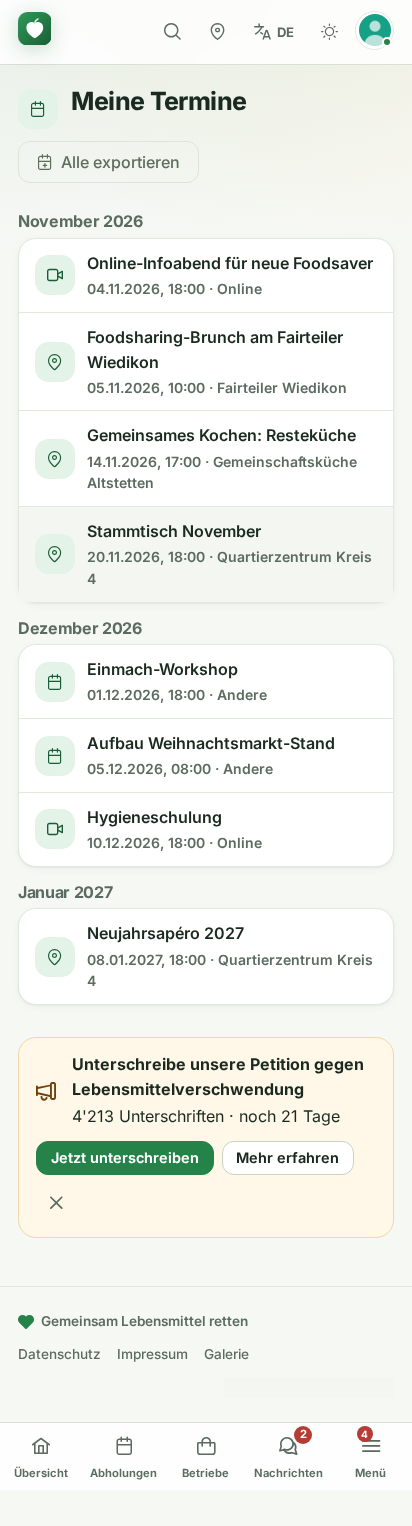 DE
Meine Termine
Alle exportieren
November 2026
Online-Infoabend für neue Foodsaver
04.11.2026, 18:00 · Online
Foodsharing-Brunch am Fairteiler
Wiedikon
05.11.2026, 10:00 · Fairteiler Wiedikon
Gemeinsames Kochen: Resteküche
14.11.2026, 17:00 · Gemeinschaftsküche
Altstetten
Stammtisch November
20.11.2026, 18:00 · Quartierzentrum Kreis
4
Dezember 2026
Einmach-Workshop
01.12.2026, 18:00 · Andere
Aufbau Weihnachtsmarkt-Stand
05.12.2026, 08:00 · Andere
Hygieneschulung
10.12.2026, 18:00 · Online
Januar 2027
Neujahrsapéro 2027
08.01.2027, 18:00 · Quartierzentrum Kreis
4
Unterschreibe unsere Petition gegen
Lebensmittelverschwendung
4'213 Unterschriften · noch 21 Tage
Jetzt unterschreiben Mehr erfahren
Gemeinsam Lebensmittel retten
Datenschutz Impressum Galerie
2 4
Übersicht Abholungen Betriebe Nachrichten Menü